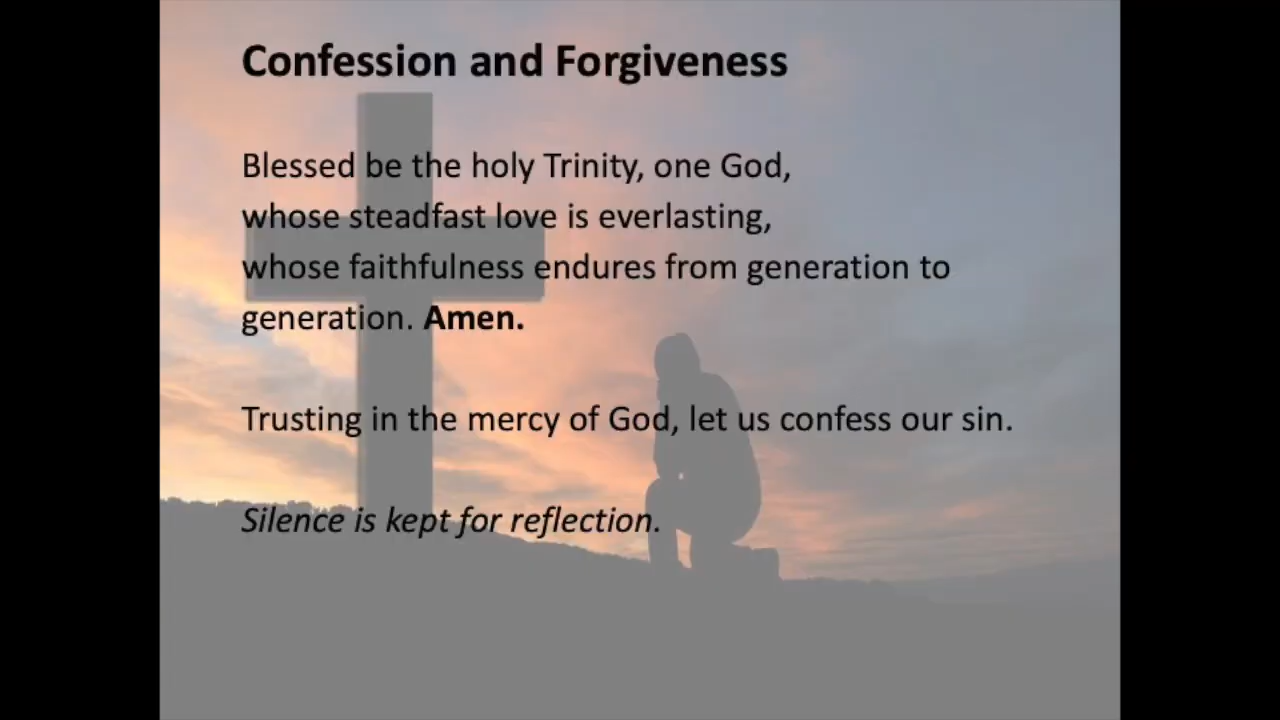 Confession and Forgiveness
Blessed be the holy Trinity, one God,
whose steadfast love is everlasting,
whose faithfulness endures from generation to
generation. Amen.
Trusting in the mercy of God, let us confess our sin.
Silence is kept for reflection.